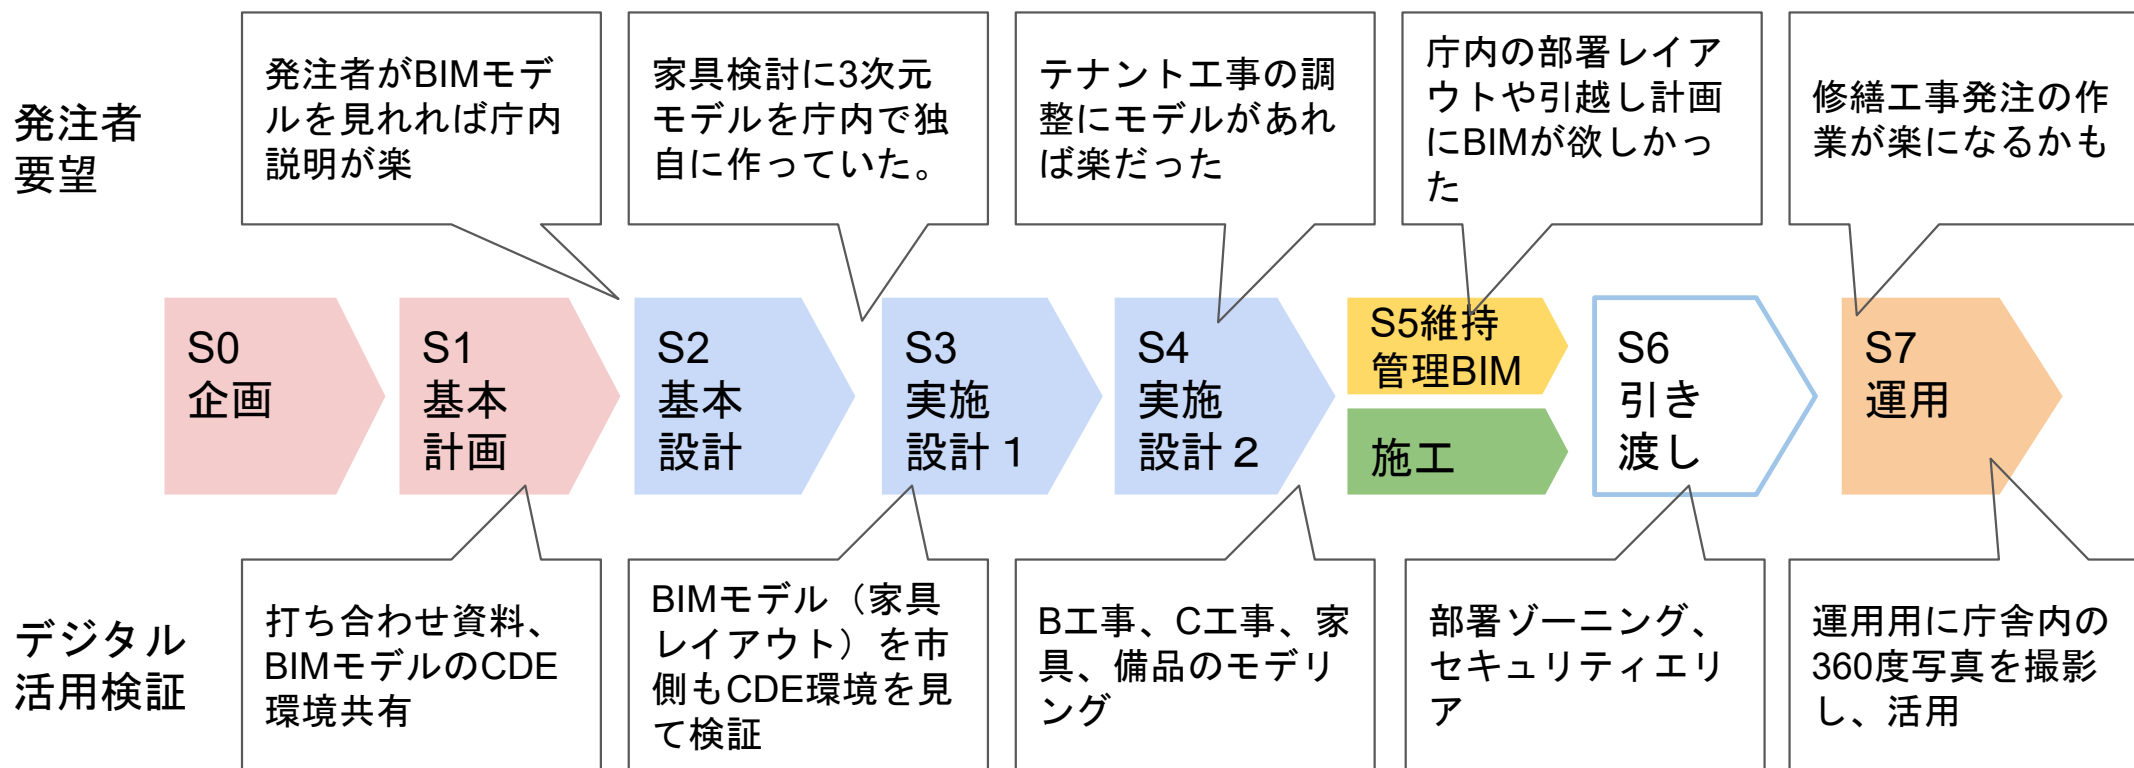 発注者
要望
発注者がBIMモデ
ルを見れれば庁内
説明が楽
家具検討に3次元
モデルを庁内で独
自に作っていた。
テナント工事の調
整にモデルがあれ
ば楽だった
庁内の部署レイア
ウトや引越し計画
にBIMが欲しかっ
た
修繕工事発注の作
業が楽になるかも
S0
企画
S1
基本
計画
S2
基本
設計
S3
実施
設計１
S4
実施
設計２
S5維持
管理BIM
施工
S6
引き
渡し
S7
運用
デジタル
活用検証
打ち合わせ資料、
BIMモデルのCDE
環境共有
BIMモデル（家具
レイアウト）を市
側もCDE環境を見
て検証
B工事、C工事、家
具、備品のモデリ
ング
部署ゾーニング、
セキュリティエリ
ア
運用用に庁舎内の
360度写真を撮影
し、活用